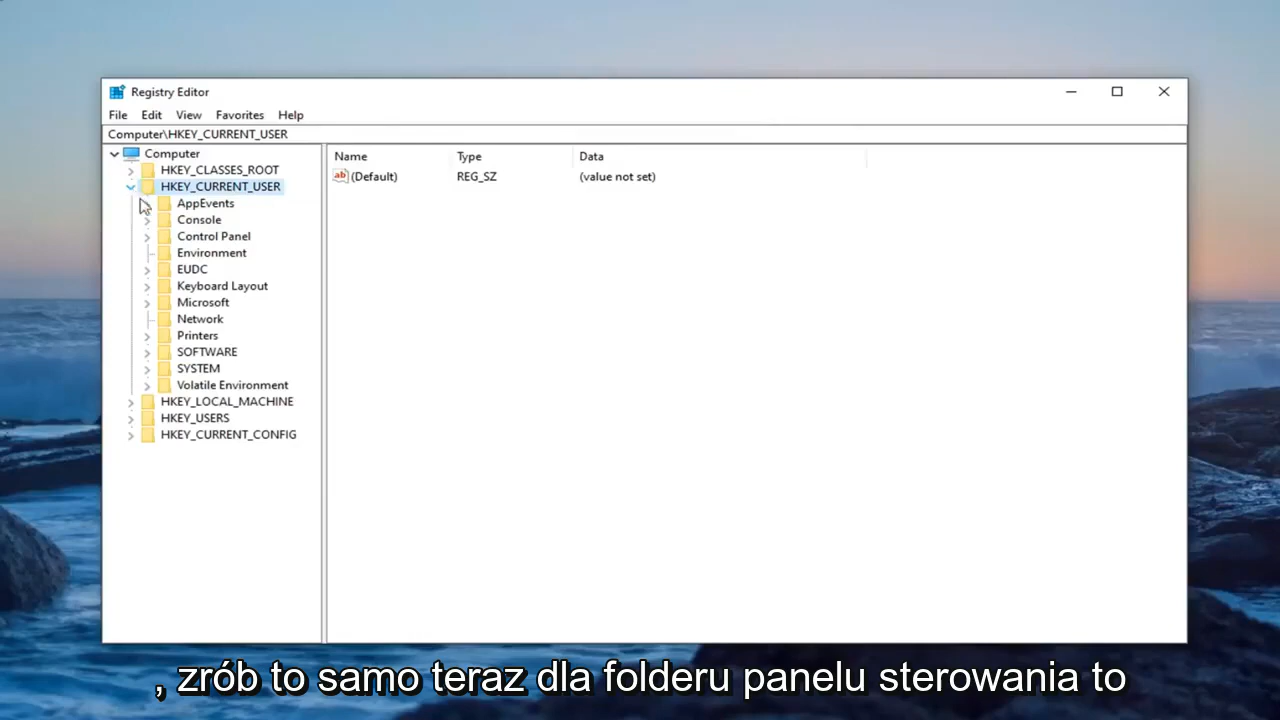 Registry Editor
File Edit View Favorites Help
Computer\HKEY_CURRENT_USER
Computer
HKEY_CLASSES_ROOT
HKEY_CURRENT_USER
AppEvents
Console
Control Panel
Environment
EUDC
Keyboard Layout
Microsoft
Network
Printers
SOFTWARE
SYSTEM
Volatile Environment
HKEY_LOCAL_MACHINE
HKEY_USERS
HKEY_CURRENT_CONFIG
Name Type Data
ab (Default) REG_SZ (value not set)
, zrób to samo teraz dla folderu panelu sterowania to